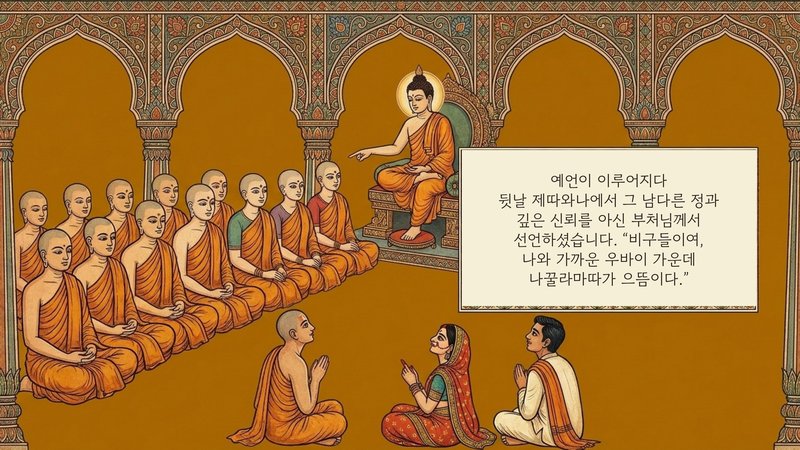 예언이 이루어지다
뒷날 제따와나에서 그 남다른 정과
깊은 신뢰를 아신 부처님께서
선언하셨습니다. “비구들이여,
나와 가까운 우바이 가운데
나꿀라마따가 으뜸이다.”